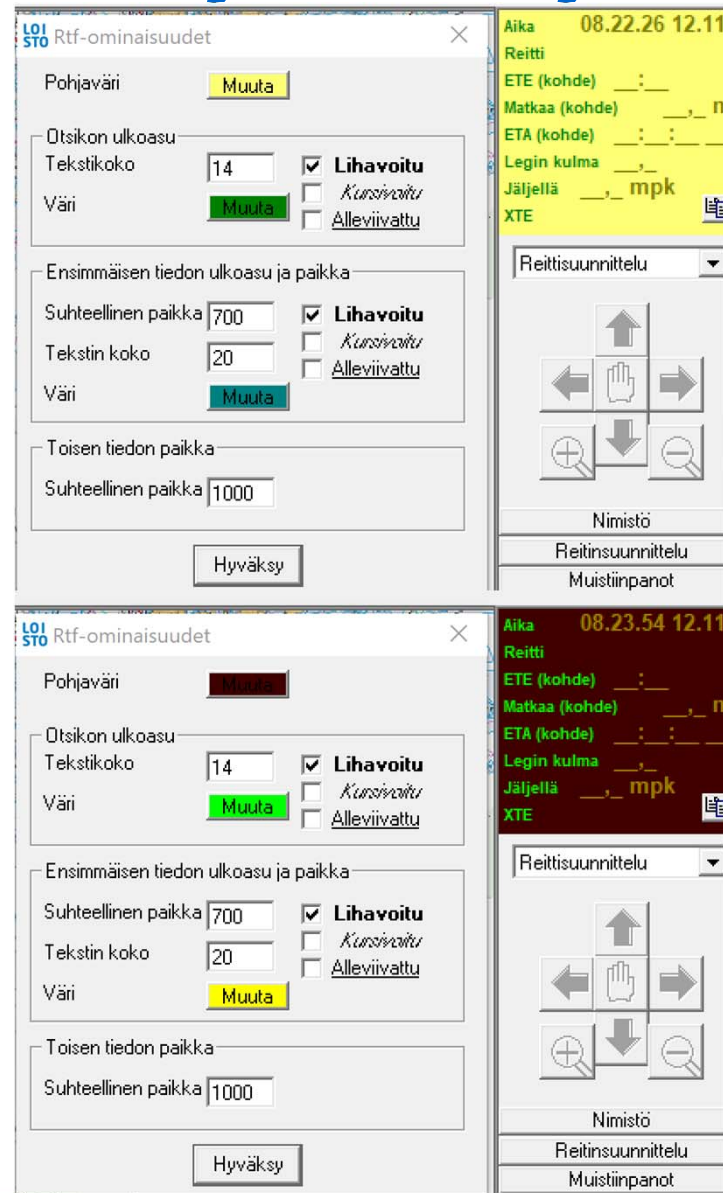 LOISTO Rtf-ominaisuudet
Pohjaväri Muuta
Otsikon ulkoasu
Tekstikoko 14 Lihavoitu
Kursivoitu
Väri Muuta
Alleviivattu
Ensimmäisen tiedon ulkoasu ja paikka
Suhteellinen paikka 700 Lihavoitu
Kursivoitu
Tekstin koko 20
Alleviivattu
Väri Muuta
Toisen tiedon paikka
Suhteellinen paikka 1000
Hyväksy
Aika 08.22.26 12.11
Reitti
ETE (kohde) __:__
Matkaa (kohde) __,_
ETA (kohde) __:__:__ __
Legin kulma __,_
Jäljellä __,_ mpk
XTE
Reittisuunnittelu
Nimistö
Reitinsuunnittelu
Muistiinpanot
LOISTO Rtf-ominaisuudet
Pohjaväri Muuta
Otsikon ulkoasu
Tekstikoko 14 Lihavoitu
Kursivoitu
Väri Muuta
Alleviivattu
Ensimmäisen tiedon ulkoasu ja paikka
Suhteellinen paikka 700 Lihavoitu
Kursivoitu
Tekstin koko 20
Alleviivattu
Väri Muuta
Toisen tiedon paikka
Suhteellinen paikka 1000
Hyväksy
Aika 08.23.54 12.11
Reitti
ETE (kohde) __:__
Matkaa (kohde) __,_
ETA (kohde) __:__:__ __
Legin kulma __,_
Jäljellä __,_ mpk
XTE
Reittisuunnittelu
Nimistö
Reitinsuunnittelu
Muistiinpanot